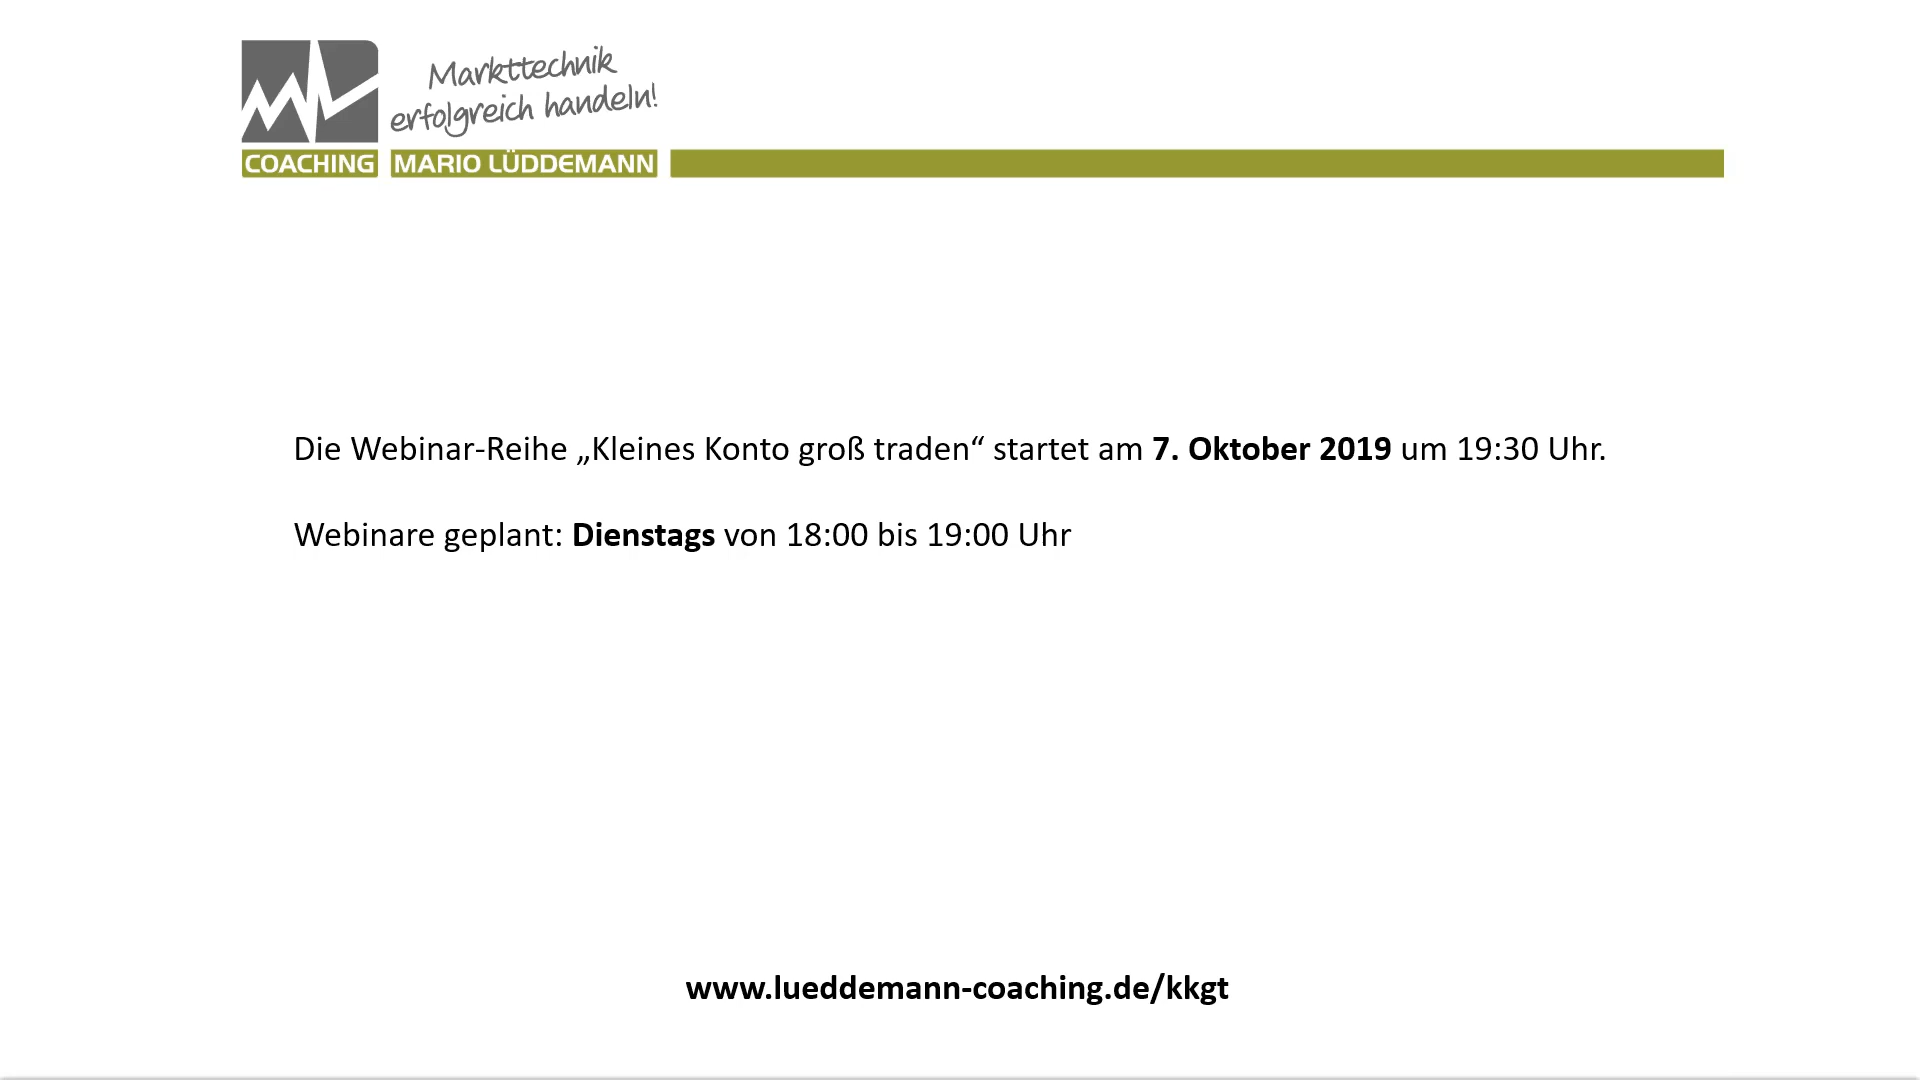 Markttechnik
erfolgreich handeln!
COACHING MARIO LÜDDEMANN
Die Webinar-Reihe „Kleines Konto groß traden“ startet am 7. Oktober 2019 um 19:30 Uhr.
Webinare geplant: Dienstags von 18:00 bis 19:00 Uhr
www.lueddemann-coaching.de/kkgt